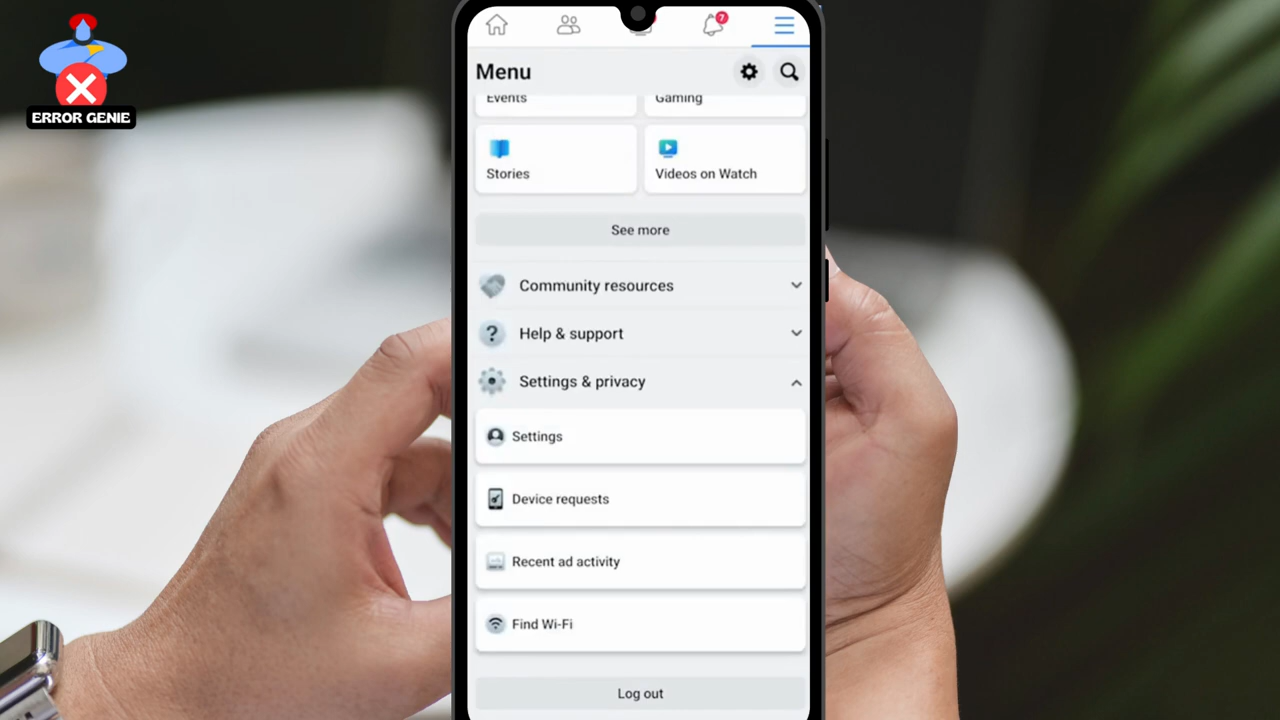 ERROR GENIE
7
Menu
Events
Gaming
Stories
Videos on Watch
See more
Community resources
Help & support
Settings & privacy
Settings
Device requests
Recent ad activity
Find Wi-Fi
Log out